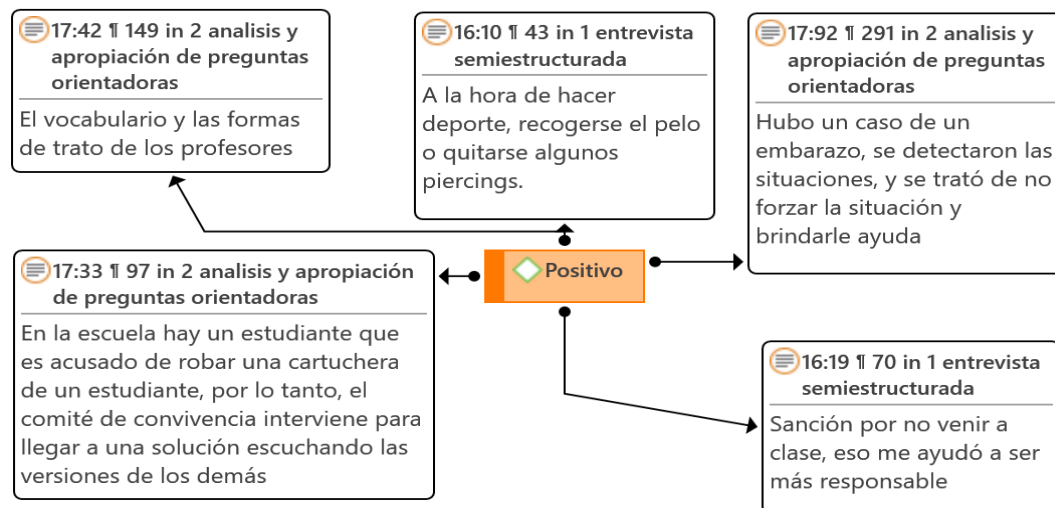 17:42 ¶ 149 in 2 analisis y
apropiación de preguntas
orientadoras
El vocabulario y las formas
de trato de los profesores
16:10 ¶ 43 in 1 entrevista
semiestructurada
A la hora de hacer
deporte, recogerse el pelo
o quitarse algunos
piercings.
17:92 ¶ 291 in 2 analisis y
apropiación de preguntas
orientadoras
Hubo un caso de un
embarazo, se detectaron las
situaciones, y se trató de no
forzar la situación y
brindarle ayuda
Positivo
17:33 ¶ 97 in 2 analisis y apropiación
de preguntas orientadoras
En la escuela hay un estudiante que
es acusado de robar una cartuchera
de un estudiante, por lo tanto, el
comité de convivencia interviene para
llegar a una solución escuchando las
versiones de los demás
16:19 ¶ 70 in 1 entrevista
semiestructurada
Sanción por no venir a
clase, eso me ayudó a ser
más responsable